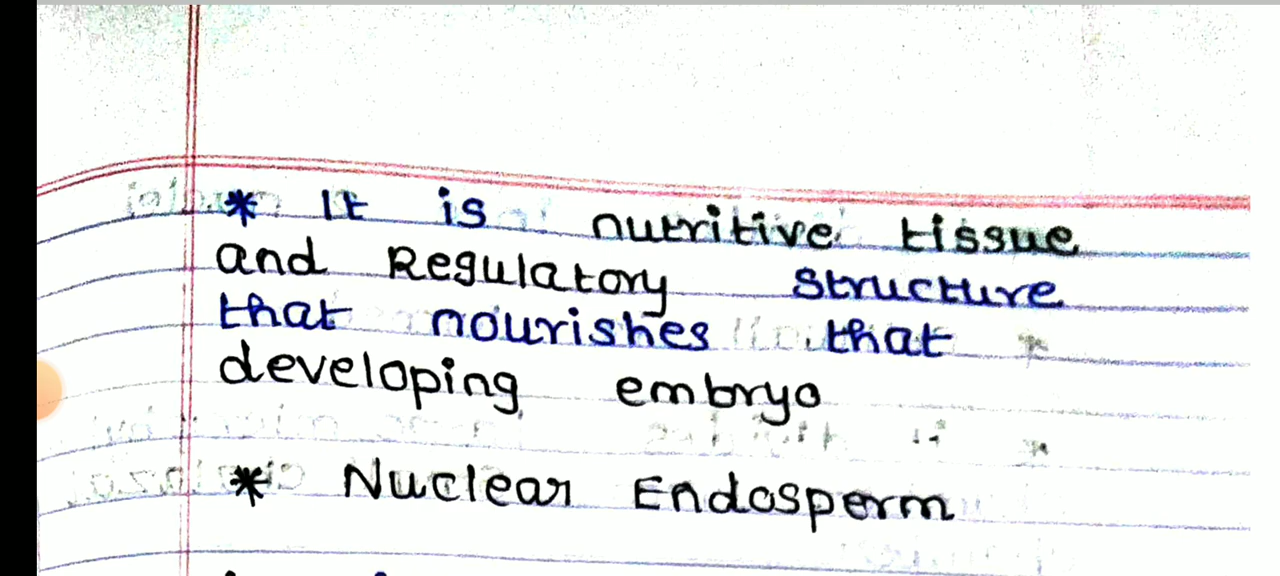 * It is nutritive tissue
and Regulatory structure
that nourishes that
developing embryo
* Nuclear Endosperm